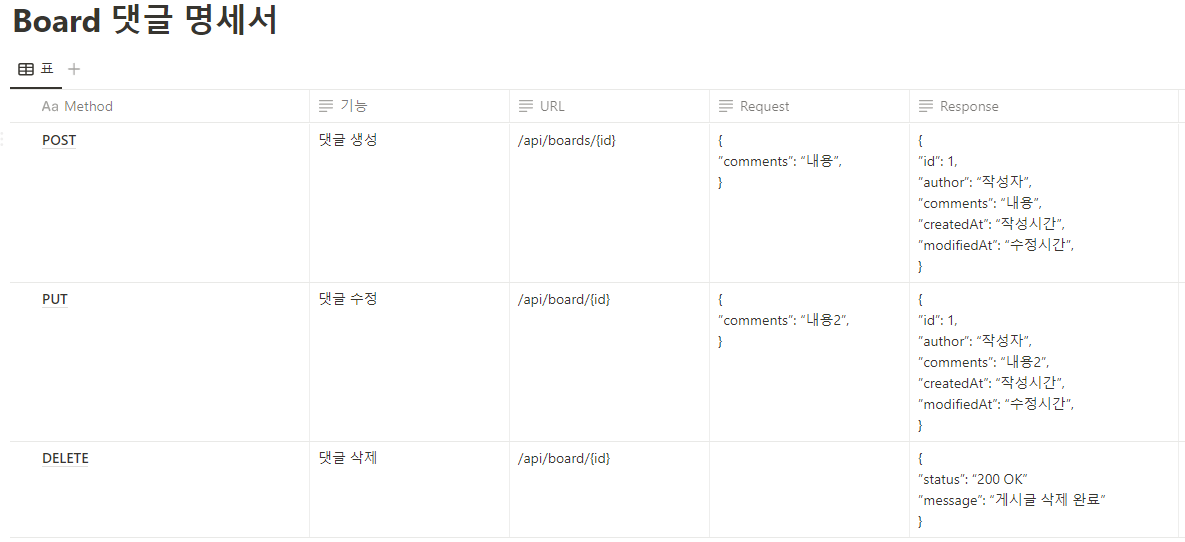 Board 댓글 명세서
표
Aa Method 기능 URL Request Response
POST 댓글 생성 /api/boards/{id} { {
“comments”: “내용”, “id”: 1,
} “author”: “작성자”,
“comments”: “내용”,
“createdAt”: “작성시간”,
“modifiedAt”: “수정시간”,
}
PUT 댓글 수정 /api/board/{id} { {
“comments”: “내용2”, “id”: 1,
} “author”: “작성자”,
“comments”: “내용2”,
“createdAt”: “작성시간”,
“modifiedAt”: “수정시간”,
}
DELETE 댓글 삭제 /api/board/{id} {
“status”: “200 OK”
“message”: “게시글 삭제 완료”
}